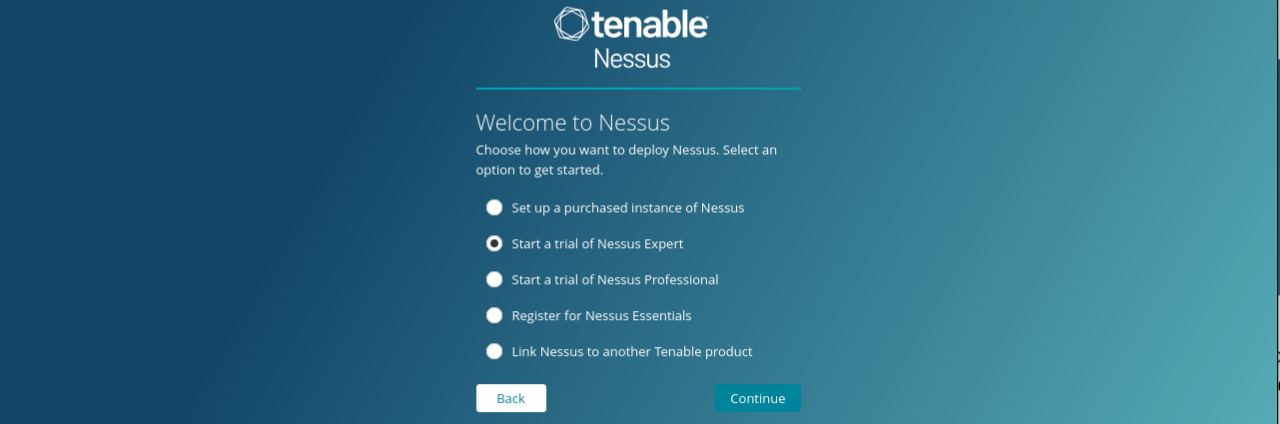 tenable
Nessus
Welcome to Nessus
Choose how you want to deploy Nessus. Select an
option to get started.
Set up a purchased instance of Nessus
Start a trial of Nessus Expert
Start a trial of Nessus Professional
Register for Nessus Essentials
Link Nessus to another Tenable product
Back
Continue